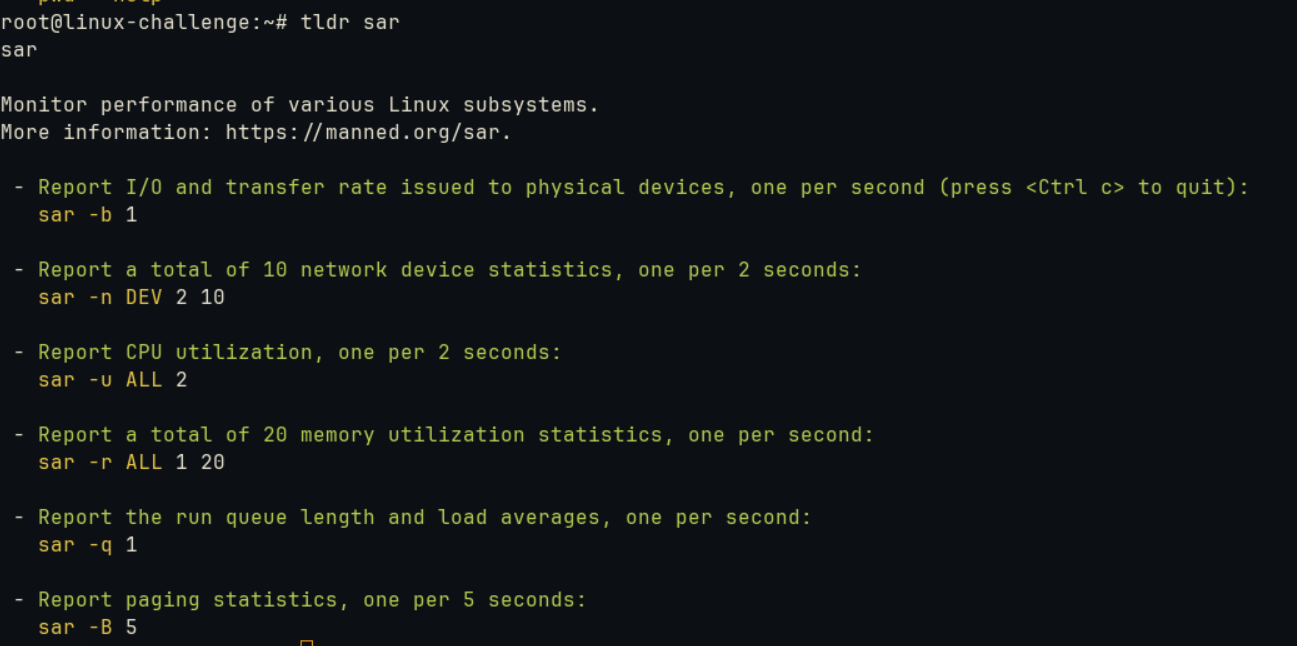 root@linux-challenge:~# tldr sar
sar
Monitor performance of various Linux subsystems.
More information: https://manned.org/sar.
- Report I/O and transfer rate issued to physical devices, one per second (press <Ctrl c> to quit):
sar -b 1
- Report a total of 10 network device statistics, one per 2 seconds:
sar -n DEV 2 10
- Report CPU utilization, one per 2 seconds:
sar -u ALL 2
- Report a total of 20 memory utilization statistics, one per second:
sar -r ALL 1 20
- Report the run queue length and load averages, one per second:
sar -q 1
- Report paging statistics, one per 5 seconds:
sar -B 5